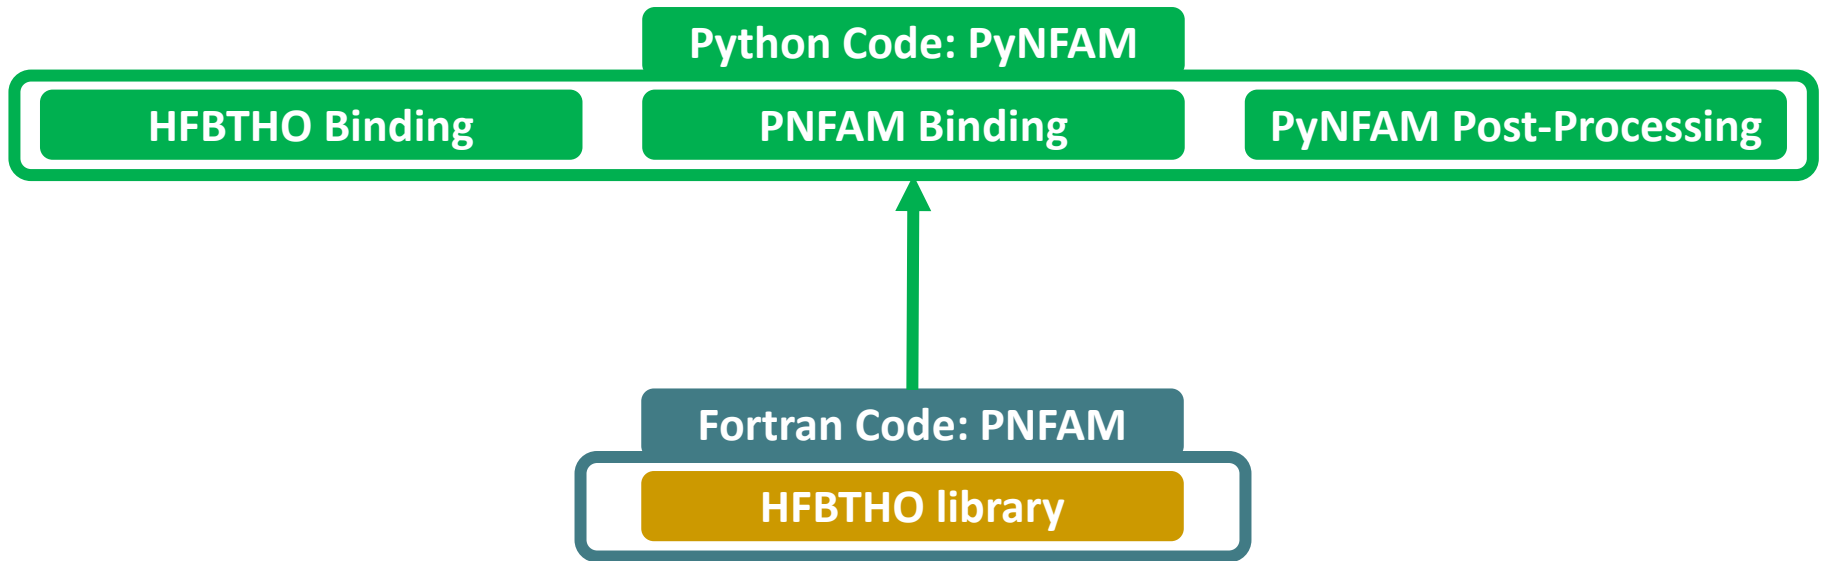 Python Code: PyNFAM
HFBTHO Binding
PNFAM Binding
PyNFAM Post-Processing
Fortran Code: PNFAM
HFBTHO library